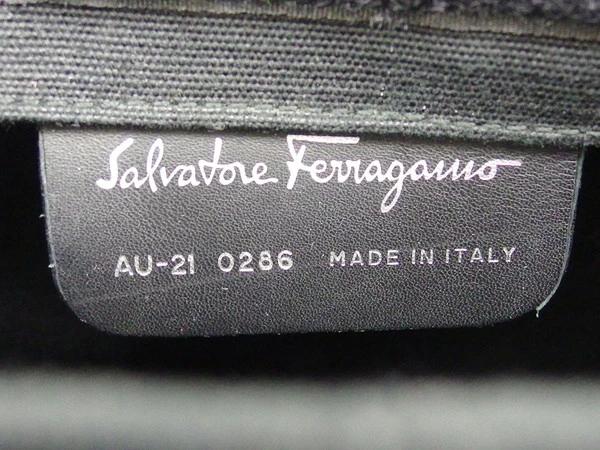 Salvatore Ferragamo
AU-21 0286 MADE IN ITALY